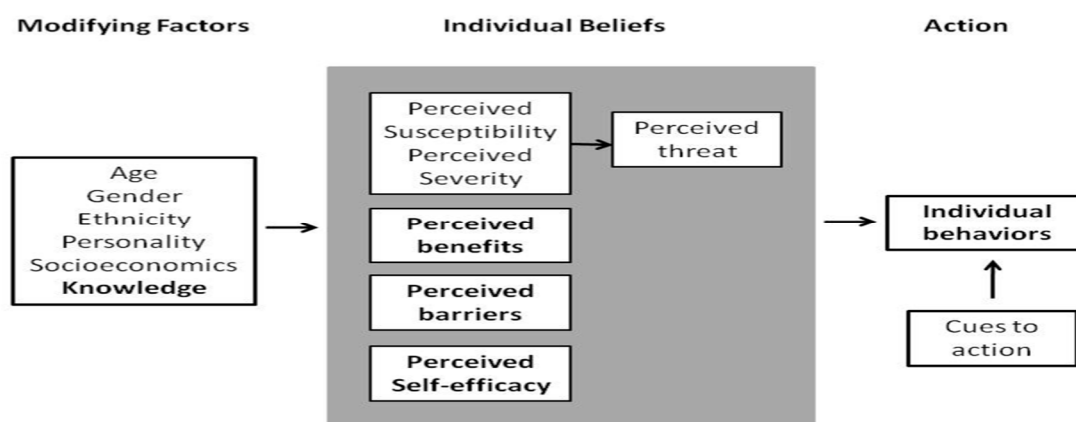 Modifying Factors
Individual Beliefs
Action
Age
Gender
Ethnicity
Personality
Socioeconomics
Knowledge
Perceived
Susceptibility
Perceived
Severity
Perceived
threat
Perceived
benefits
Perceived
barriers
Perceived
Self-efficacy
Individual
behaviors
Cues to
action